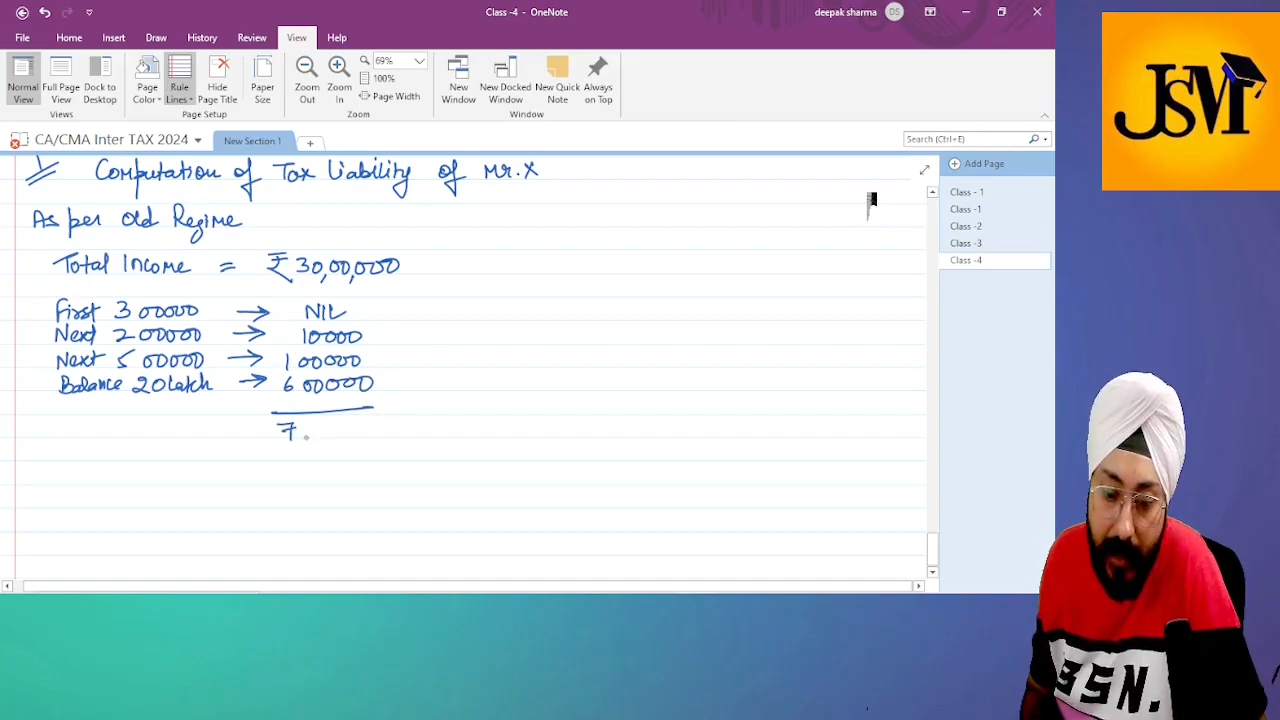 Class -4 - OneNote
deepak sharma DS
File Home Insert Draw History Review View Help
Normal View
Full Page View
Dock to Desktop
Views
Page Color
Rule Lines
Hide Page Title
Paper Size
Page Setup
Zoom Out
Zoom In
69%
100%
Page Width
Zoom
New Window
New Docked Window
New Quick Note
Always on Top
Window
CA/CMA Inter TAX 2024
New Section 1
Search (Ctrl+E)
Add Page
Class - 1
Class -1
Class -2
Class -3
Class -4
Computation of Tax Liability of Mr. X
As per Old Regime
Total Income = ₹ 30,00,000
First 3 00000 → NIL
Next 2 00000 → 10000
Next 5 00000 → 1 00000
Balance 20 Latch → 6 00000
7
JSM
BSN.